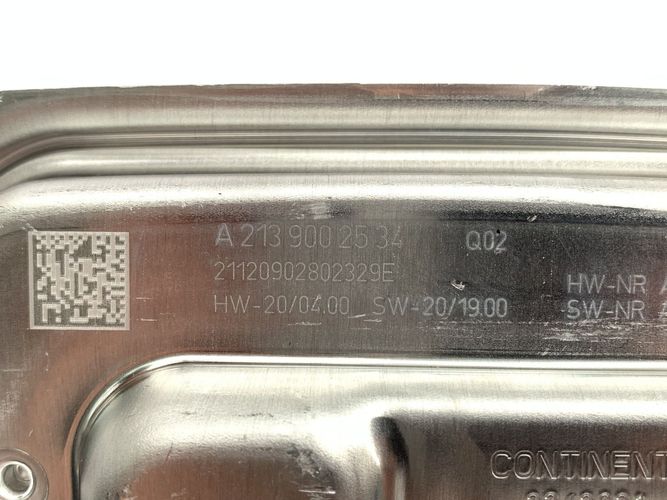 A 213 900 25 34 Q02
21120902802329E
HW-20/04.00 SW-20/19.00 HW-NR A
SW-NR A
CONTINENT